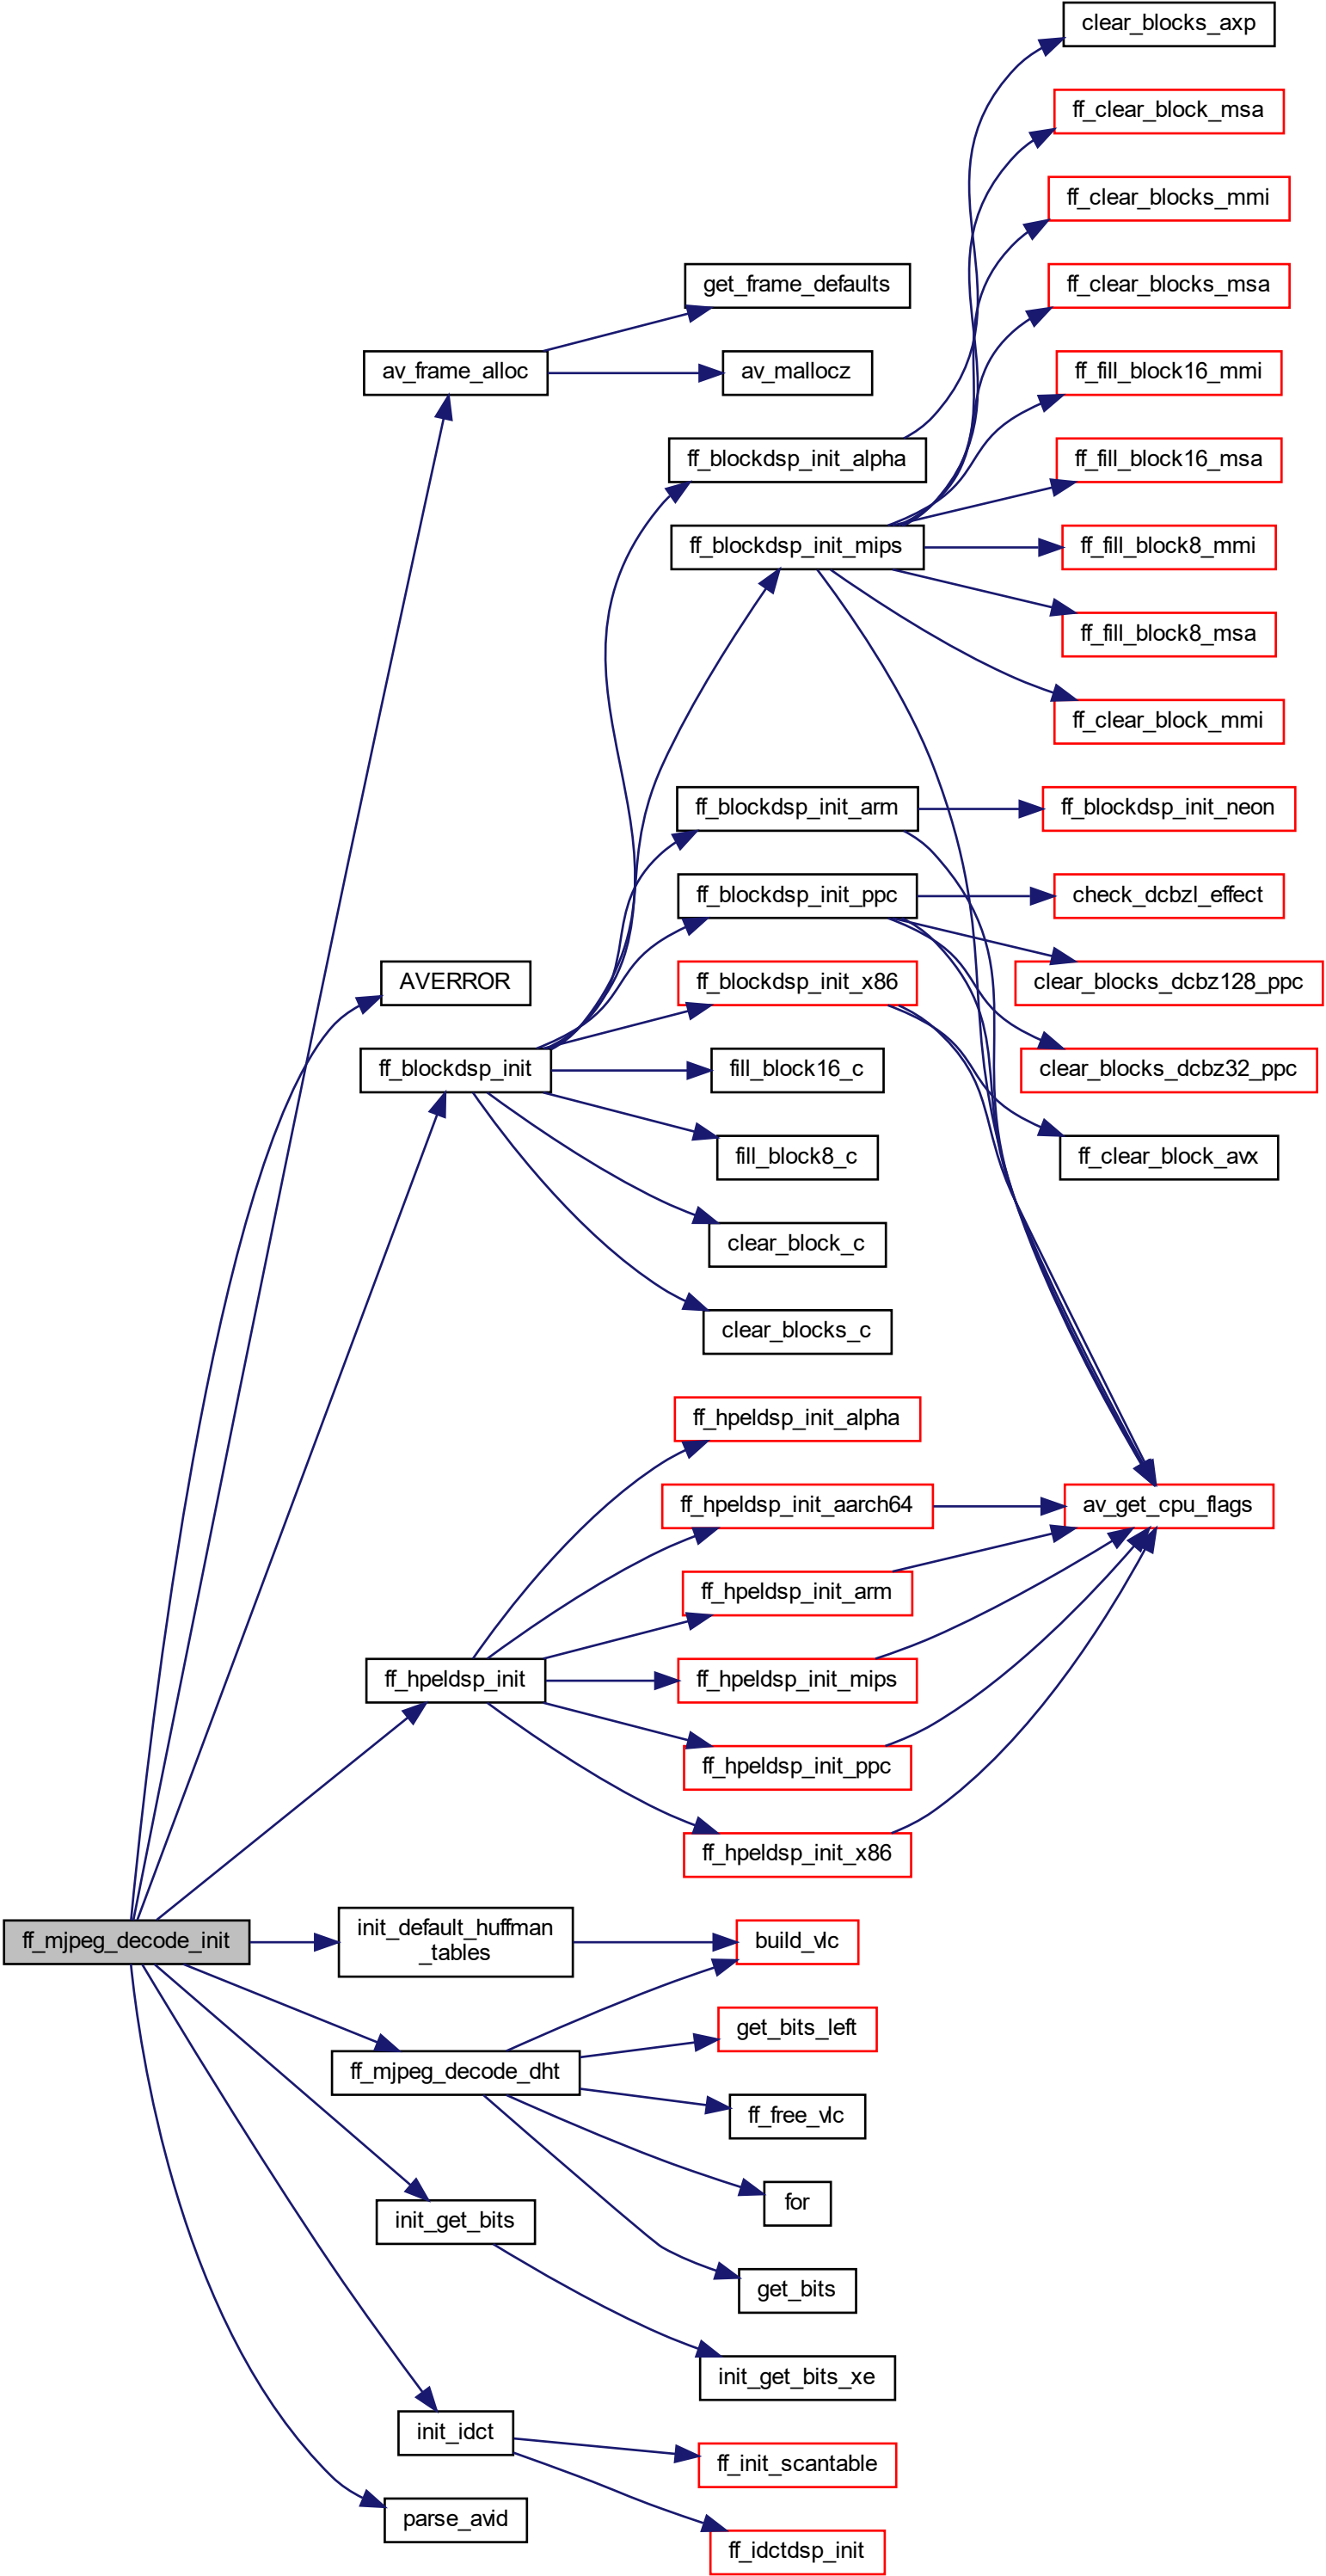 clear_blocks_axp
ff_clear_block_msa
ff_clear_blocks_mmi
get_frame_defaults
ff_clear_blocks_msa
av_frame_alloc
av_mallocz
ff_fill_block16_mmi
ff_blockdsp_init_alpha
ff_fill_block16_msa
ff_blockdsp_init_mips
ff_fill_block8_mmi
ff_fill_block8_msa
ff_clear_block_mmi
ff_blockdsp_init_arm
ff_blockdsp_init_neon
ff_blockdsp_init_ppc
check_dcbzl_effect
AVERROR
ff_blockdsp_init_x86
clear_blocks_dcbz128_ppc
ff_blockdsp_init
fill_block16_c
clear_blocks_dcbz32_ppc
fill_block8_c
ff_clear_block_avx
clear_block_c
clear_blocks_c
ff_hpeldsp_init_alpha
ff_hpeldsp_init_aarch64
av_get_cpu_flags
ff_hpeldsp_init_arm
ff_hpeldsp_init
ff_hpeldsp_init_mips
ff_hpeldsp_init_ppc
ff_hpeldsp_init_x86
ff_mjpeg_decode_init
init_default_huffman
_tables
build_vlc
get_bits_left
ff_mjpeg_decode_dht
ff_free_vlc
for
init_get_bits
get_bits
init_get_bits_xe
init_idct
ff_init_scantable
parse_avid
ff_idctdsp_init